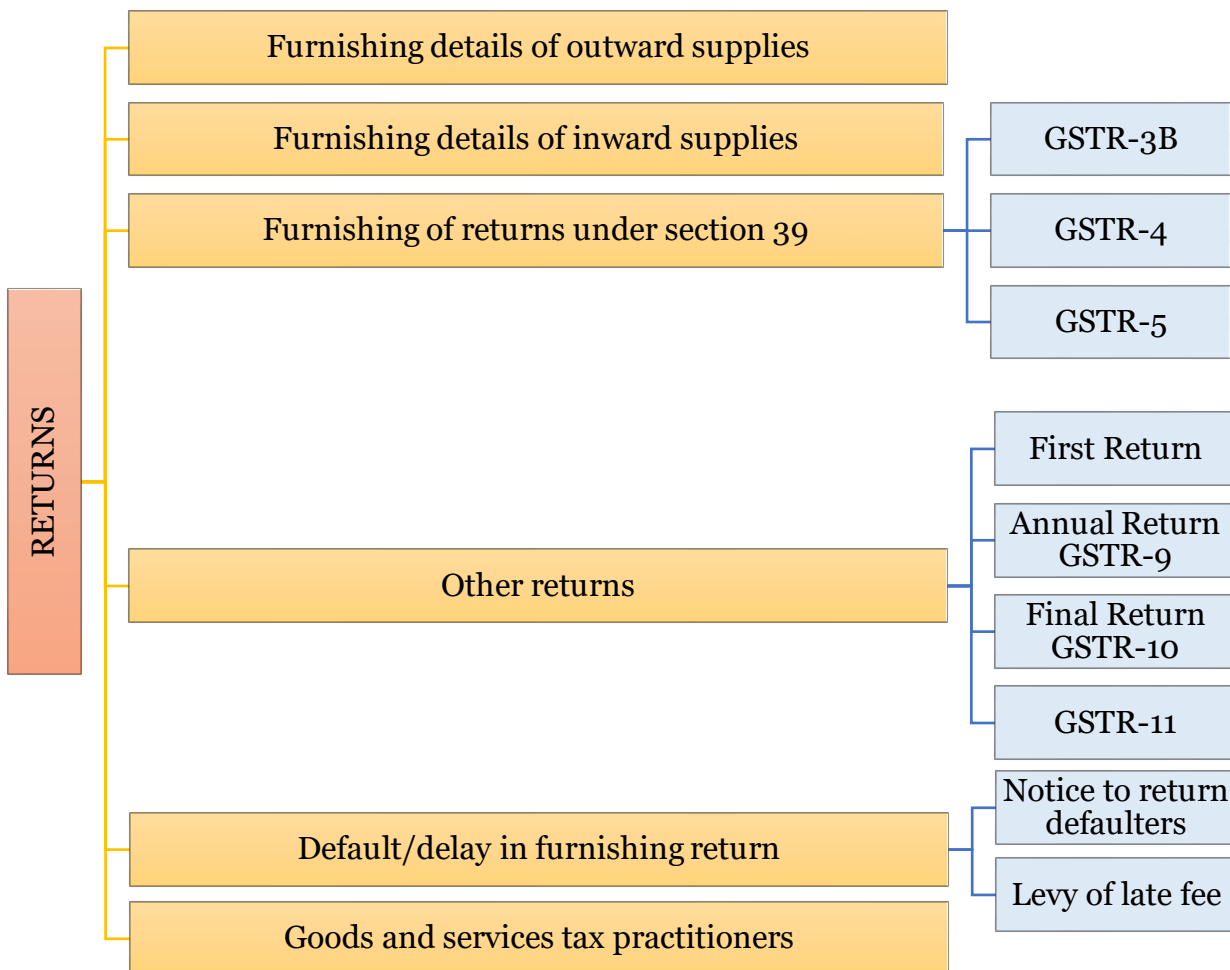 RETURNS
Furnishing details of outward supplies
Furnishing details of inward supplies
Furnishing of returns under section 39
GSTR-3B
GSTR-4
GSTR-5
Other returns
First Return
Annual Return
GSTR-9
Final Return
GSTR-10
GSTR-11
Default/delay in furnishing return
Notice to return
defaulters
Levy of late fee
Goods and services tax practitioners